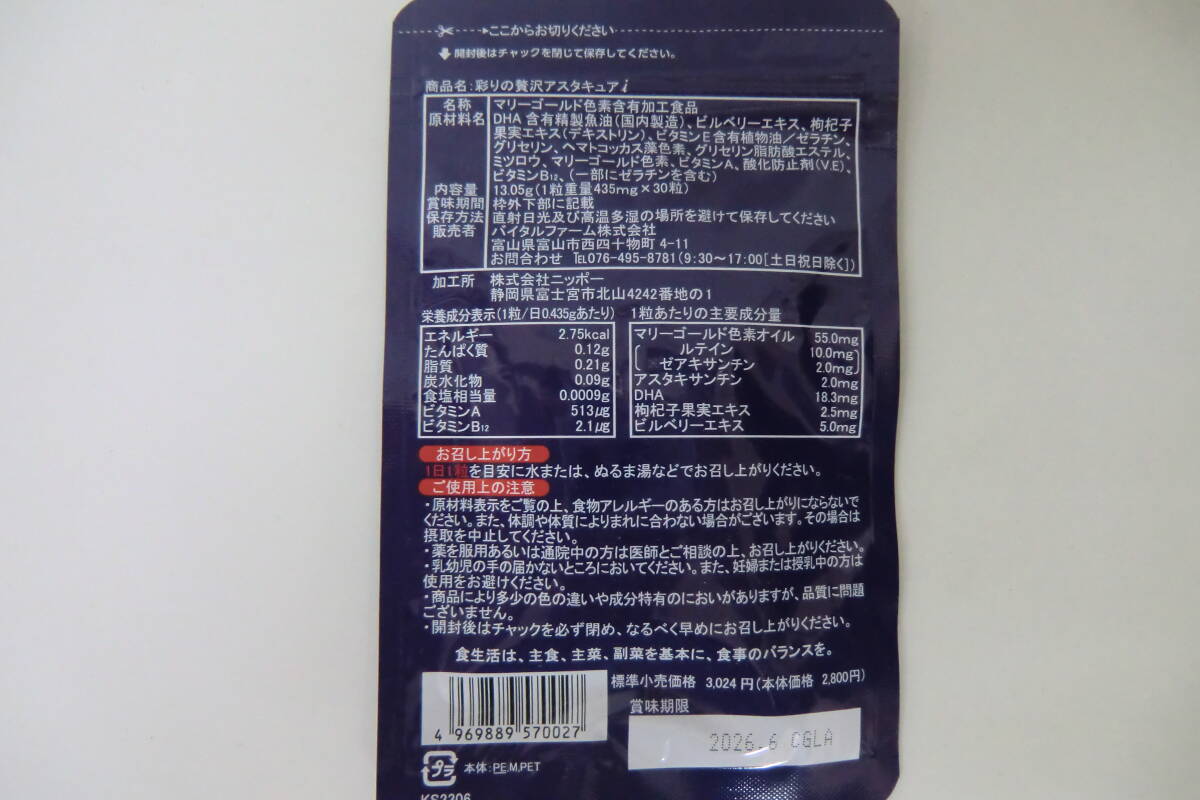 ここからお切りください
開封後はチャックを閉じて保存してください。
商品名:彩りの贅沢アスタキュアi
名称 マリーゴールド色素含有加工食品
原材料名 DHA含有精製魚油(国内製造)、ビルベリーエキス、枸杞子
果実エキス(デキストリン)、ビタミンE含有植物油/ゼラチン、
グリセリン、ヘマトコッカス藻色素、グリセリン脂肪酸エステル、
ミツロウ、マリーゴールド色素、ビタミンA、酸化防止剤(V.E)、
ビタミンB12、(一部にゼラチンを含む)
内容量 13.05g(1粒重量435mg×30粒)
賞味期間 枠外下部に記載
保存方法 直射日光及び高温多湿の場所を避けて保存してください
販売者 バイタルファーム株式会社
富山県富山市西四十物町4-11
お問合わせ ℡076-495-8781(9:30〜17:00[土日祝日除く])
加工所 株式会社ニッポー
静岡県富士宮市北山4242番地の1
栄養成分表示(1粒/日0.435gあたり)
エネルギー 2.75kcal
たんぱく質 0.12g
脂質 0.21g
炭水化物 0.09g
食塩相当量 0.0009g
ビタミンA 513μg
ビタミンB12 2.1μg
1粒あたりの主要成分量
マリーゴールド色素オイル 55.0mg
ルテイン 10.0mg
ゼアキサンチン 2.0mg
アスタキサンチン 2.0mg
DHA 18.3mg
枸杞子果実エキス 2.5mg
ビルベリーエキス 5.0mg
お召し上がり方
1日1粒を目安に水または、ぬるま湯などでお召し上がりください。
ご使用上の注意
・原材料表示をご覧の上、食物アレルギーのある方はお召し上がりにならないで
ください。また、体調や体質によりまれに合わない場合がございます。その場合は
摂取を中止してください。
・薬を服用あるいは通院中の方は医師とご相談の上、お召し上がりください。
・乳幼児の手の届かないところにおいてください。また、妊婦または授乳中の方は
使用をお避けください。
・商品により多少の色の違いや成分特有のにおいがありますが、品質に問題
ございません。
・開封後はチャックを必ず閉め、なるべく早めにお召し上がりください。
食生活は、主食、主菜、副菜を基本に、食事のバランスを。
標準小売価格 3,024円(本体価格 2,800円)
賞味期限
2026.6 CGLA
4 969889 570027
プラ 本体:PE,M,PET
KS2206